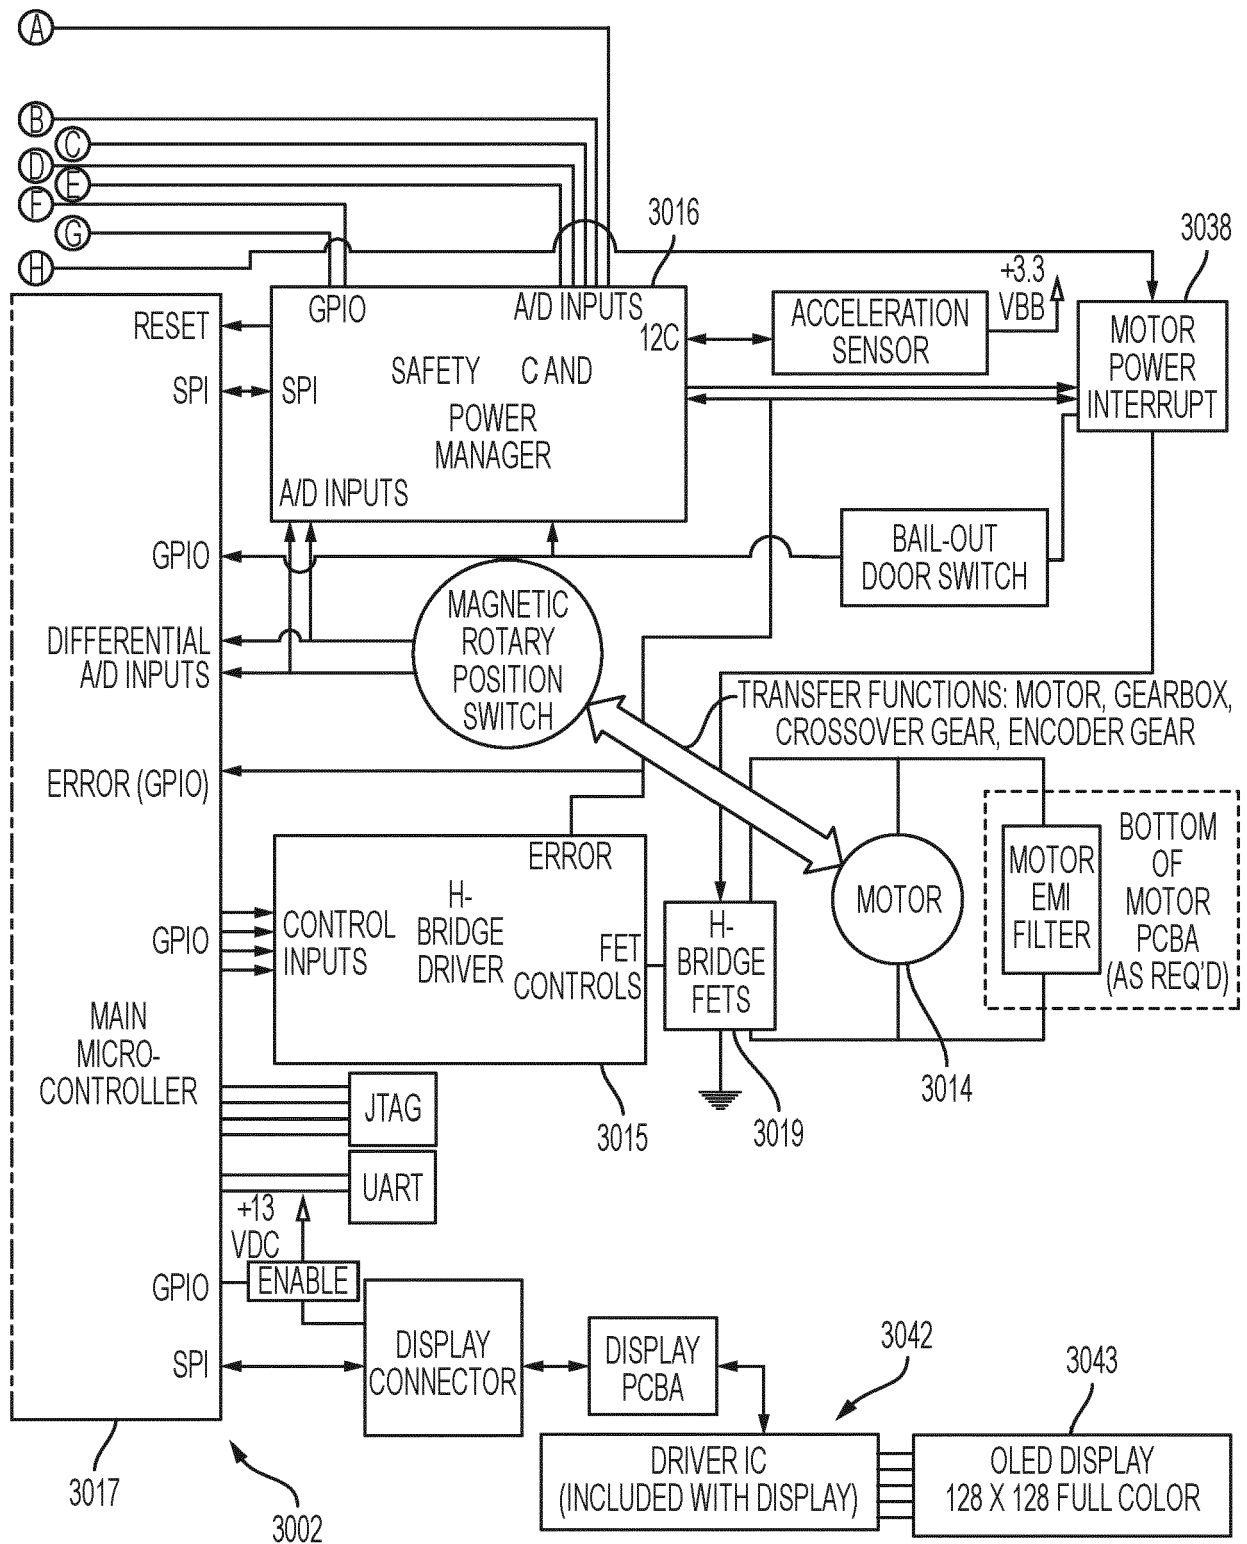 A
B
C
D
E
F
G
H
3016
3038
+3.3
VBB
RESET
SPI
GPIO
A/D INPUTS
12C
SPI
SAFETY C AND
POWER
MANAGER
A/D INPUTS
ACCELERATION
SENSOR
MOTOR
POWER
INTERRUPT
GPIO
BAIL-OUT
DOOR SWITCH
DIFFERENTIAL
A/D INPUTS
MAGNETIC
ROTARY
POSITION
SWITCH
TRANSFER FUNCTIONS: MOTOR, GEARBOX,
CROSSOVER GEAR, ENCODER GEAR
ERROR (GPIO)
ERROR
GPIO
CONTROL
INPUTS
H-
BRIDGE
DRIVER
FET
CONTROLS
H-
BRIDGE
FETS
MOTOR
MOTOR
EMI
FILTER
BOTTOM
OF
MOTOR
PCBA
(AS REQ'D)
MAIN
MICRO-
CONTROLLER
3015
3019
3014
JTAG
UART
+13
VDC
GPIO
ENABLE
SPI
DISPLAY
CONNECTOR
DISPLAY
PCBA
3042
3043
DRIVER IC
(INCLUDED WITH DISPLAY)
OLED DISPLAY
128 X 128 FULL COLOR
3017
3002